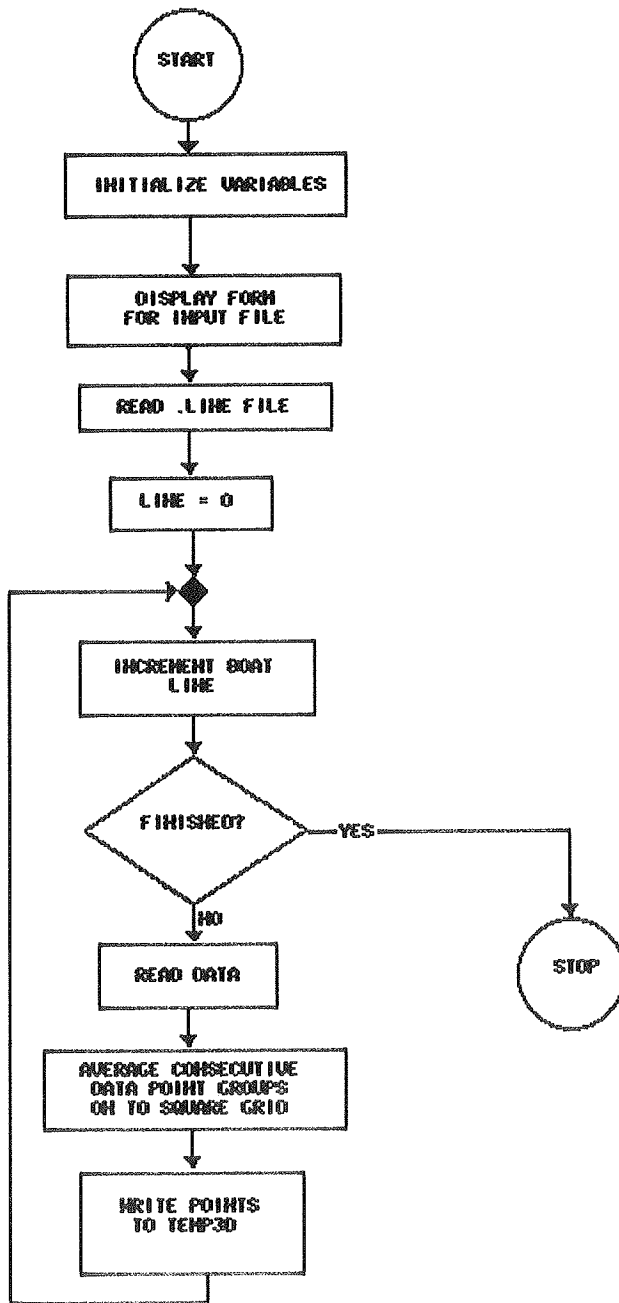 START
INITIALIZE VARIABLES
DISPLAY FORM
FOR INPUT FILE
READ .LINE FILE
LINE = 0
INCREMENT BOAT
LINE
FINISHED?
YES
NO
READ DATA
STOP
AVERAGE CONSECUTIVE
DATA POINT GROUPS
ON TO SQUARE GRID
WRITE POINTS
TO TEMP3D